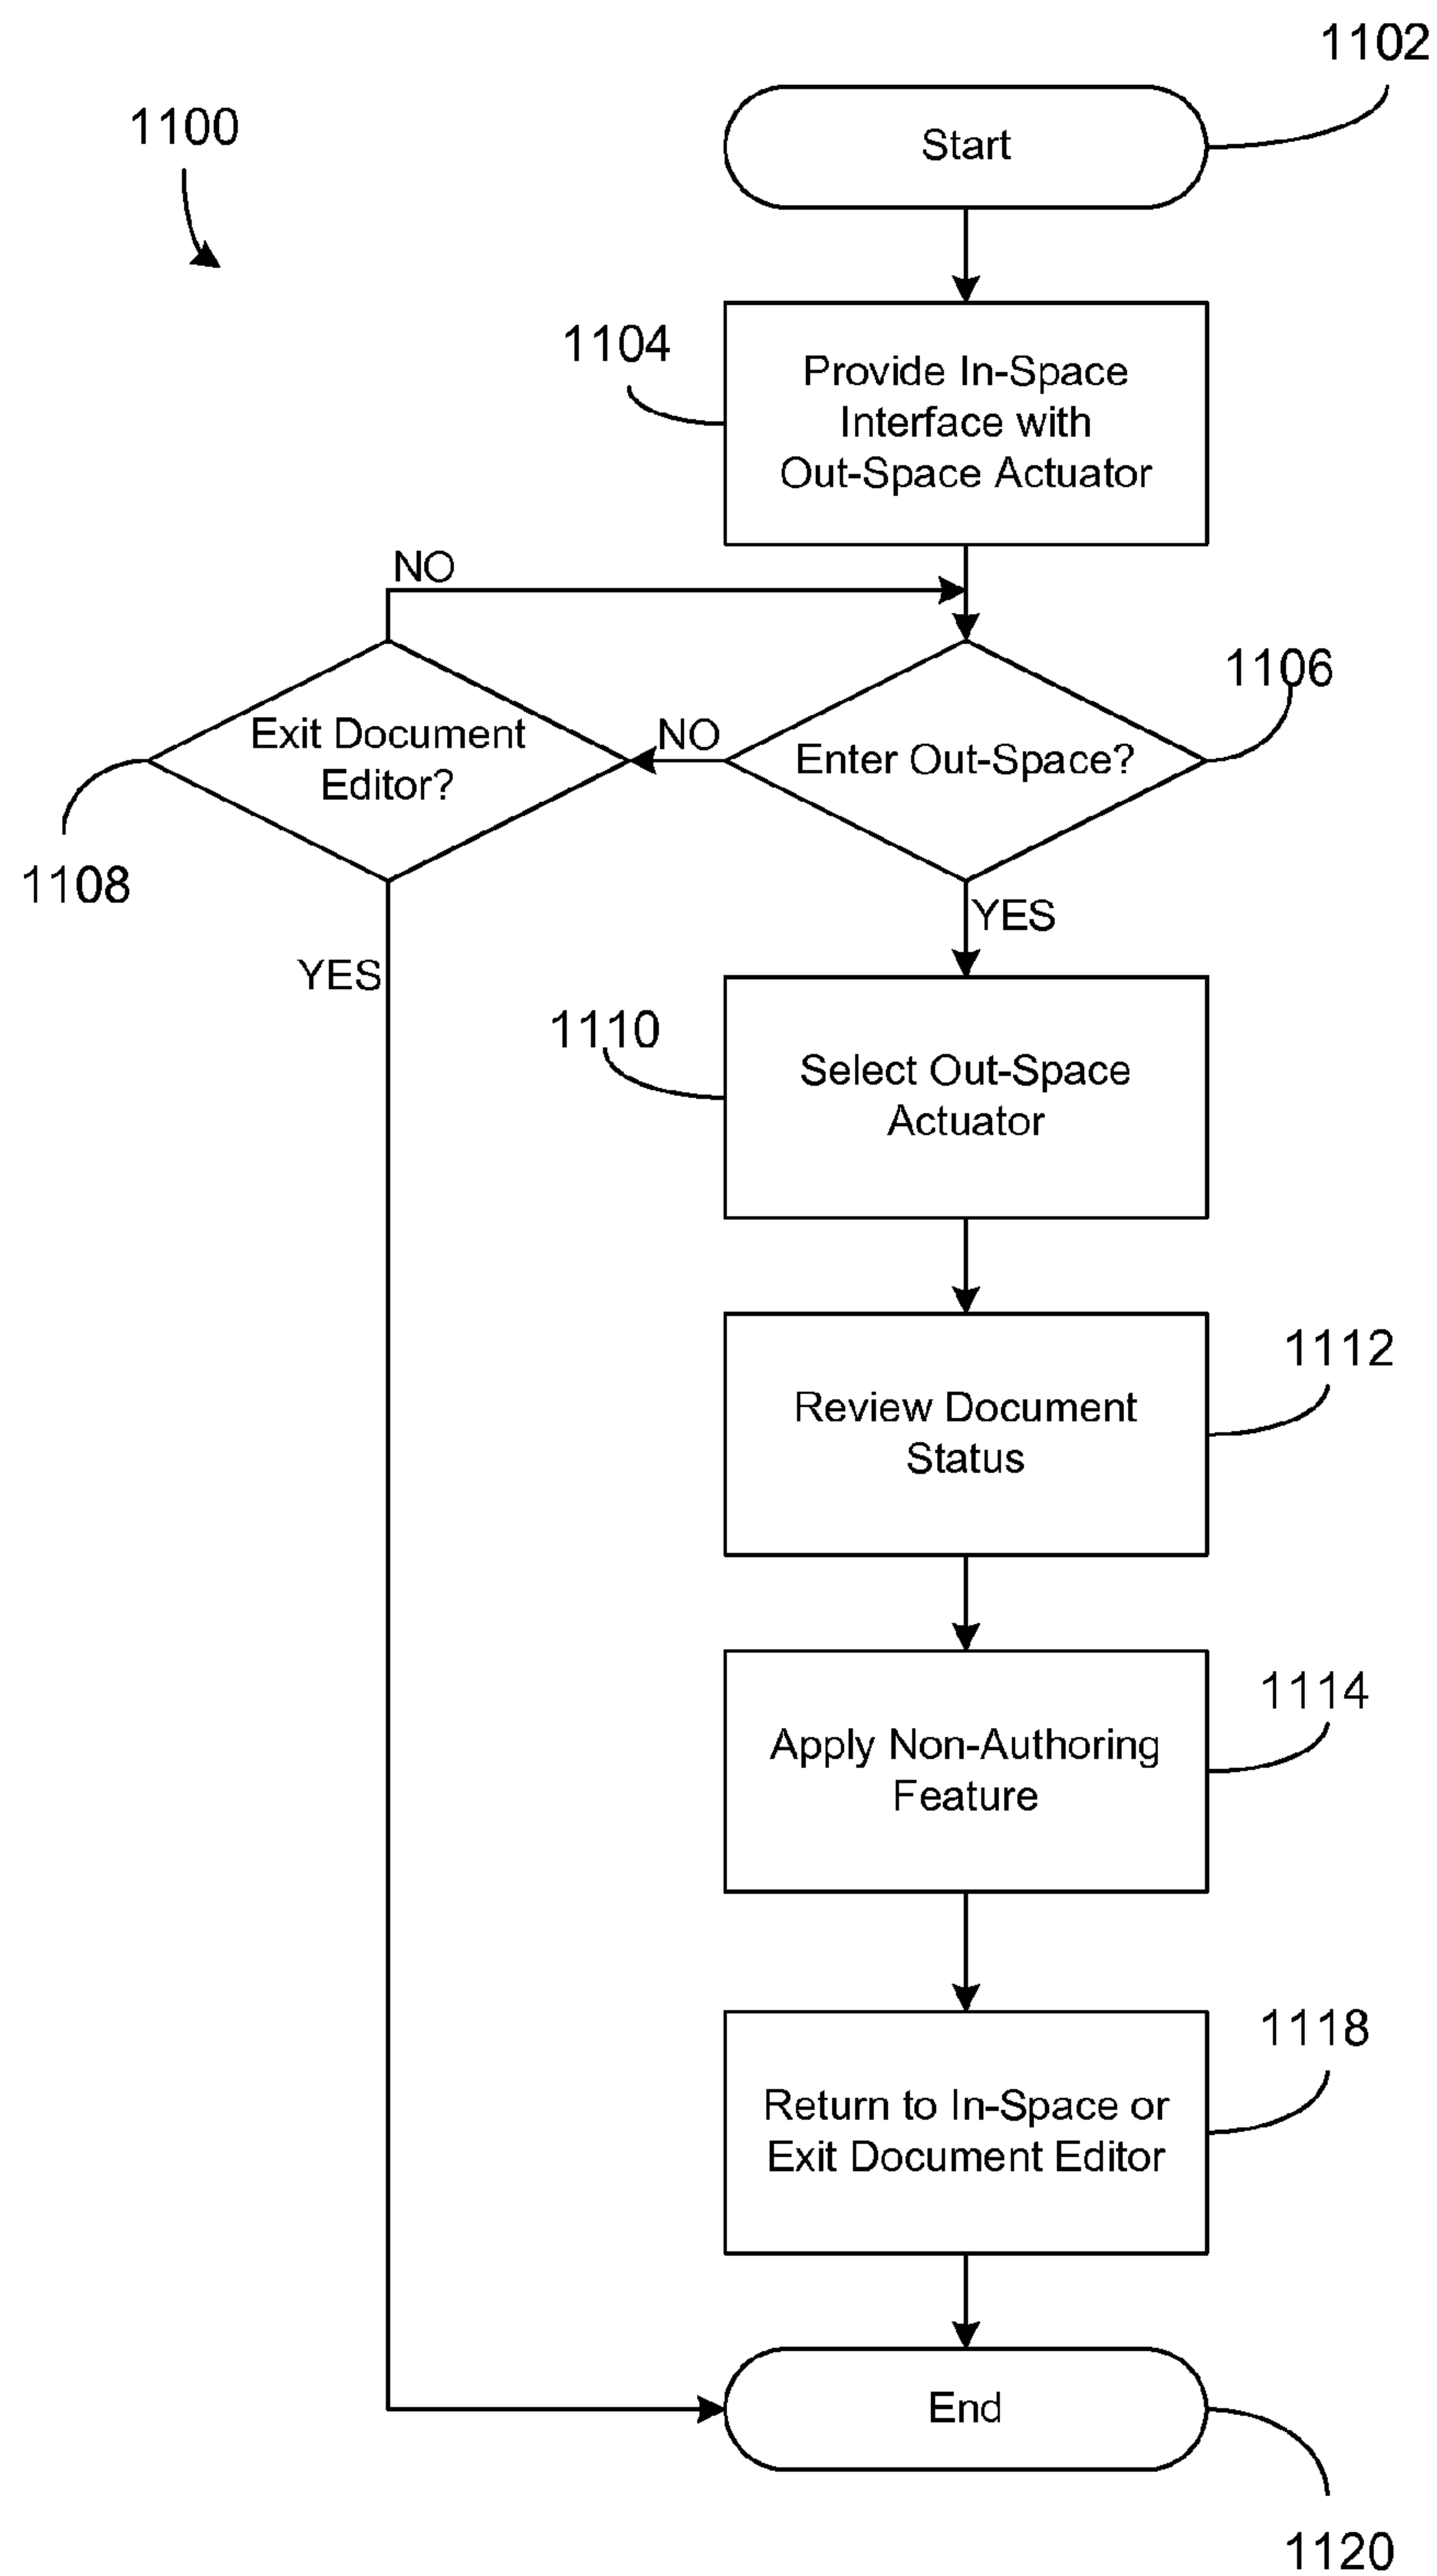 1102
1100
Start
1104
Provide In-Space
Interface with
Out-Space Actuator
NO
1106
Exit Document
Editor?
NO
Enter Out-Space?
1108
YES
YES
1110
Select Out-Space
Actuator
1112
Review Document
Status
1114
Apply Non-Authoring
Feature
1118
Return to In-Space or
Exit Document Editor
End
1120